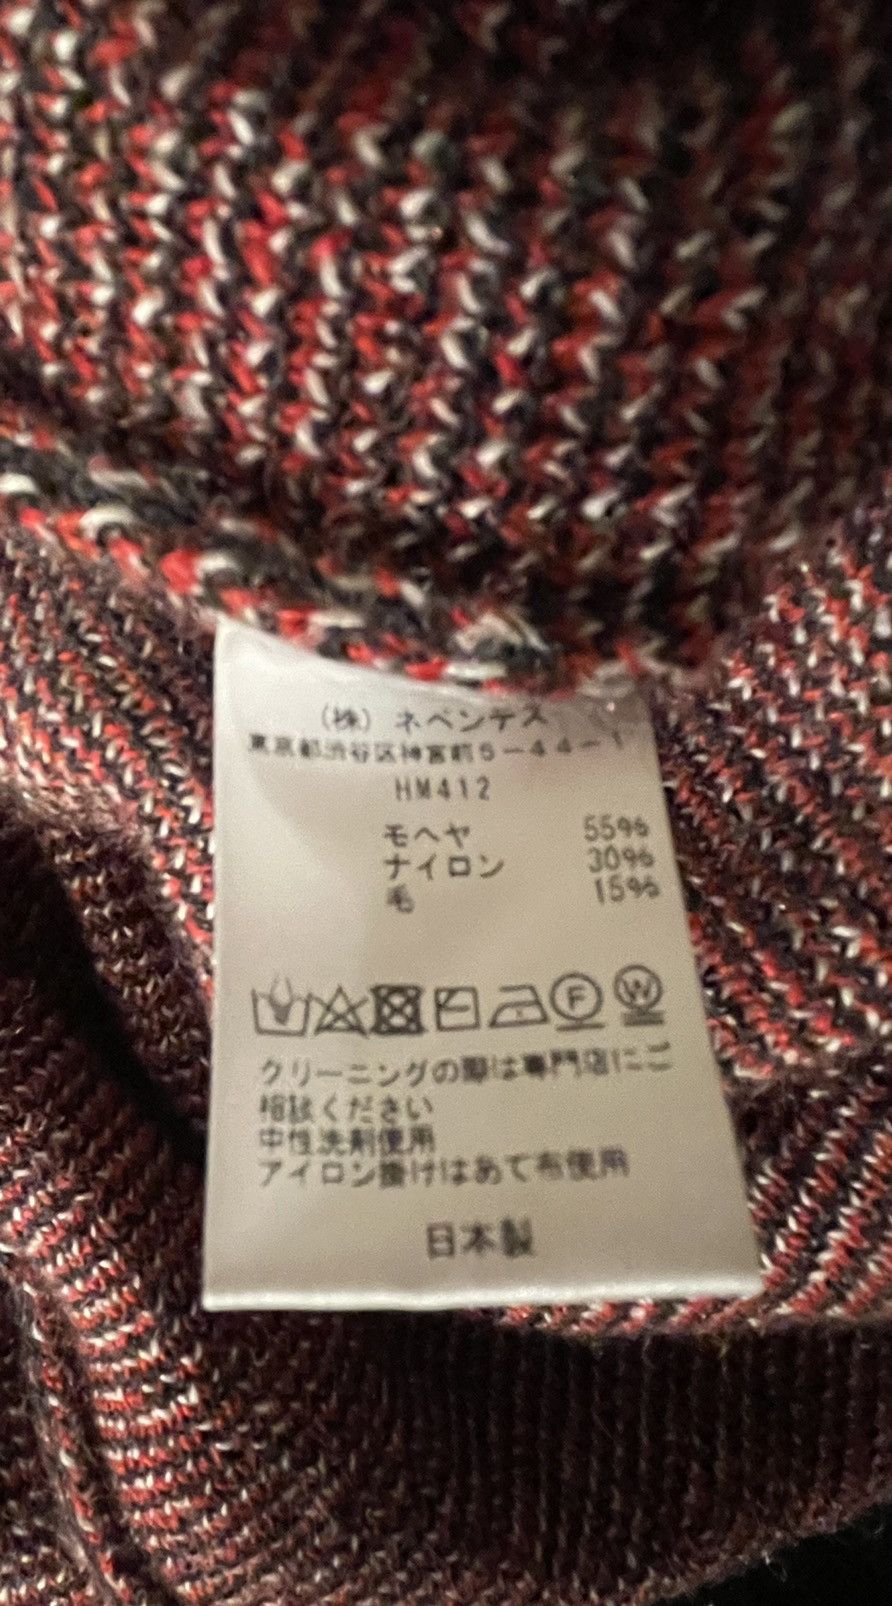 (株) ネペンテス
東京都渋谷区神宮前5-44-1
HM412
モヘヤ 55%
ナイロン 30%
毛 15%
F W
クリーニングの際は専門店にご
相談ください
中性洗剤使用
アイロン掛けはあて布使用
日本製